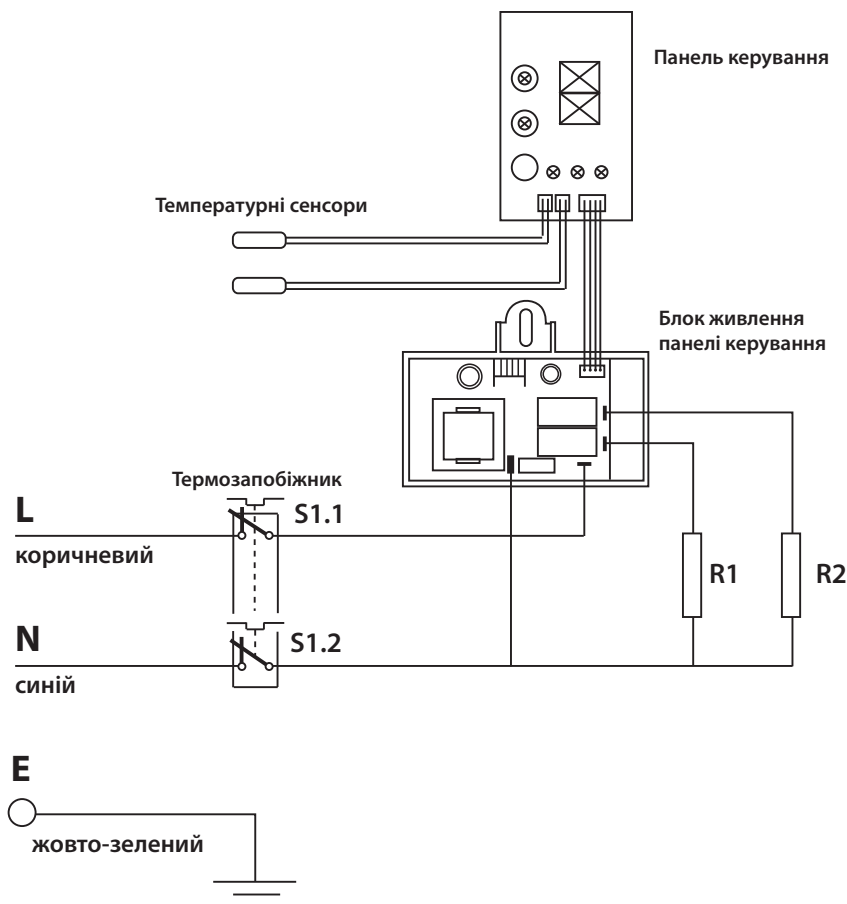 Панель керування
Температурні сенсори
Блок живлення
панелі керування
Термозапобіжник
L
S1.1
коричневий
R1
R2
N
S1.2
синій
E
жовто-зелений